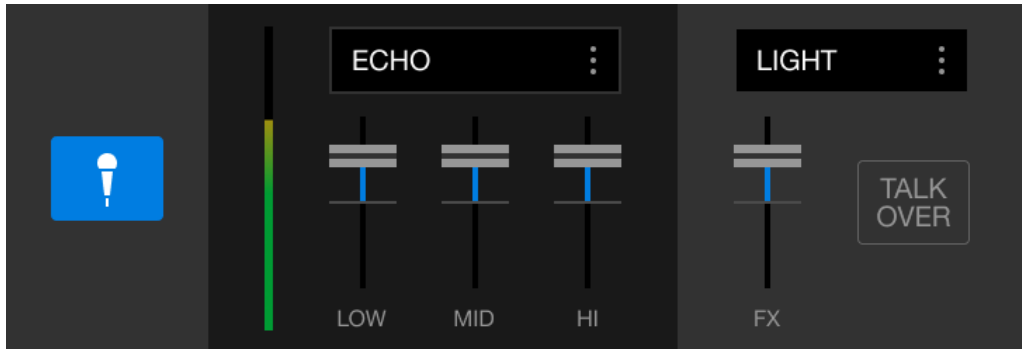 ECHO
LIGHT
TALK
OVER
LOW
MID
HI
FX